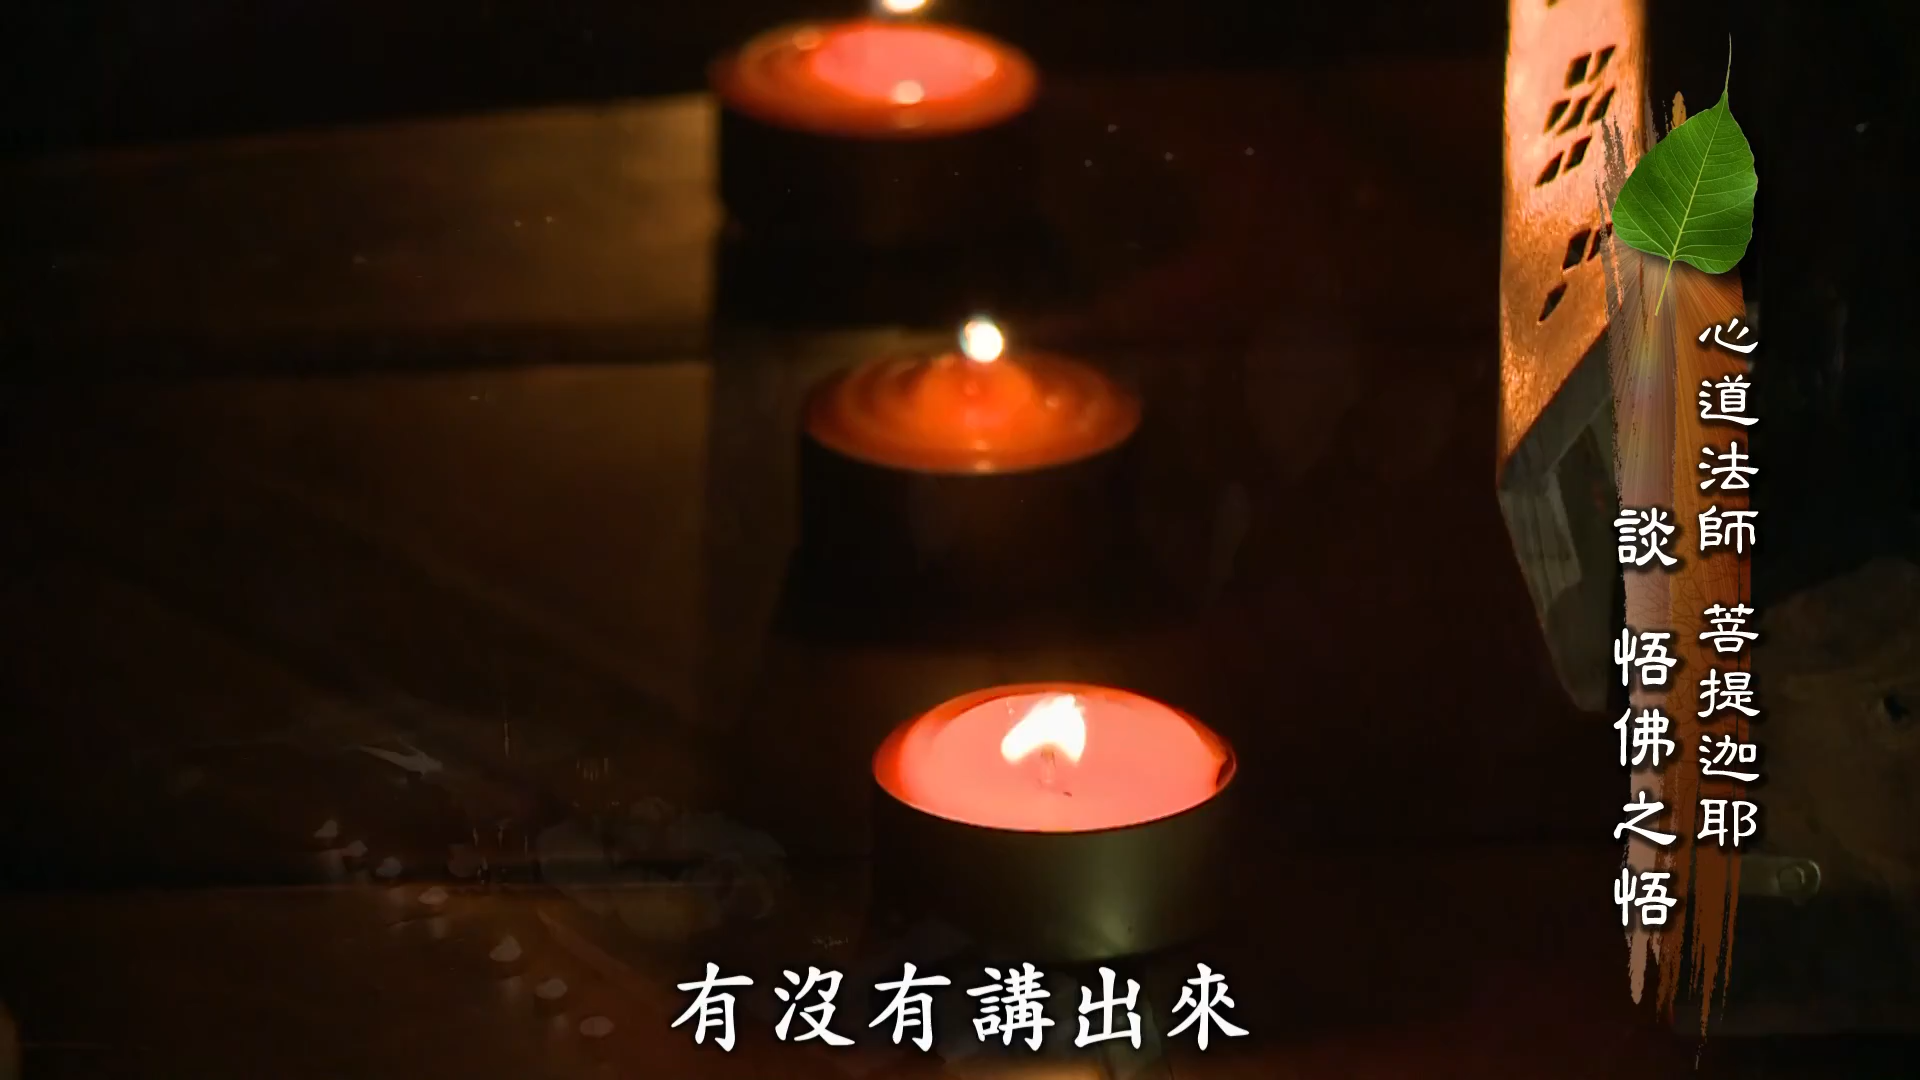 心道法師 菩提迦耶
談 悟佛之悟
有沒有講出來